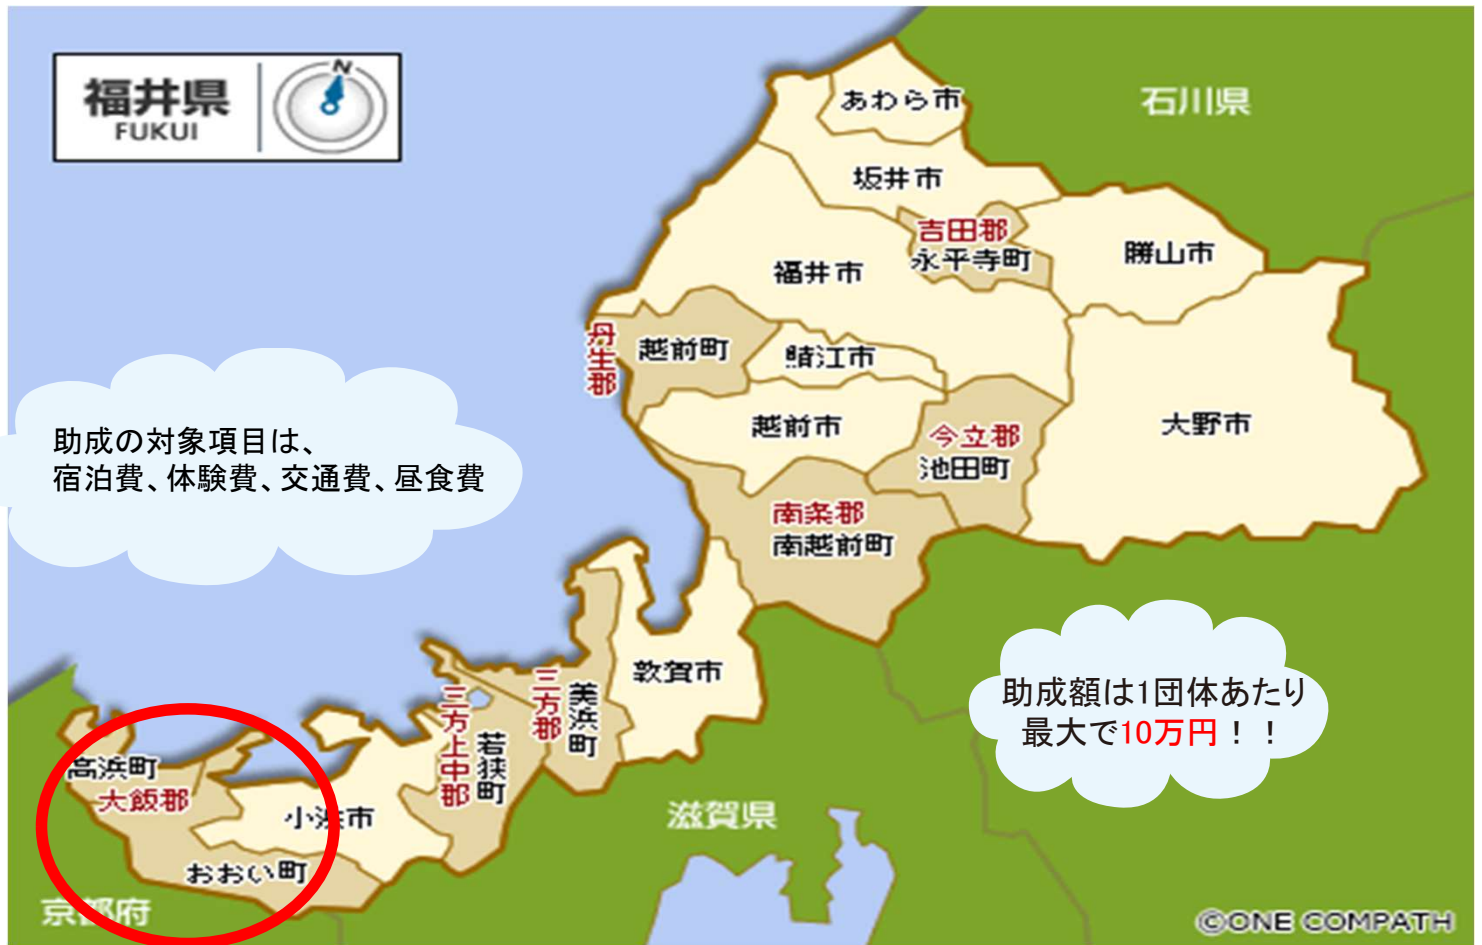 福井県
FUKUI
N
あわら市
石川県
坂井市
吉田郡
永平寺町
勝山市
福井市
丹生郡
越前町
鯖江市
越前市
今立郡
池田町
大野市
助成の対象項目は、
宿泊費、体験費、交通費、昼食費
南条郡
南越前町
敦賀市
三方郡
美浜町
三方上中郡
若狭町
助成額は1団体あたり
最大で10万円！！
高浜町
大飯郡
小浜市
おおい町
滋賀県
京都府
©ONE COMPATH